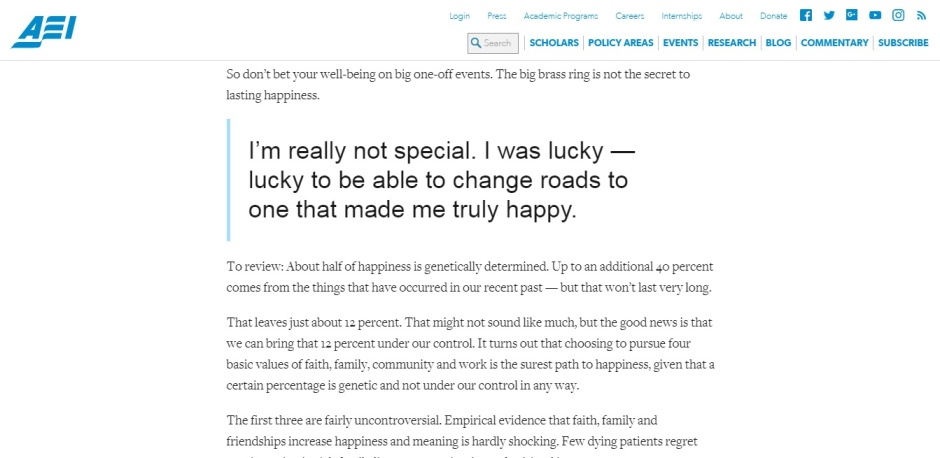 AEI
Login Press Academic Programs Careers Internships About Donate
Search SCHOLARS POLICY AREAS EVENTS RESEARCH BLOG COMMENTARY SUBSCRIBE
So don't bet your well-being on big one-off events. The big brass ring is not the secret to
lasting happiness.
I'm really not special. I was lucky —
lucky to be able to change roads to
one that made me truly happy.
To review: About half of happiness is genetically determined. Up to an additional 40 percent
comes from the things that have occurred in our recent past — but that won't last very long.
That leaves just about 12 percent. That might not sound like much, but the good news is that
we can bring that 12 percent under our control. It turns out that choosing to pursue four
basic values of faith, family, community and work is the surest path to happiness, given that a
certain percentage is genetic and not under our control in any way.
The first three are fairly uncontroversial. Empirical evidence that faith, family and
friendships increase happiness and meaning is hardly shocking. Few dying patients regret